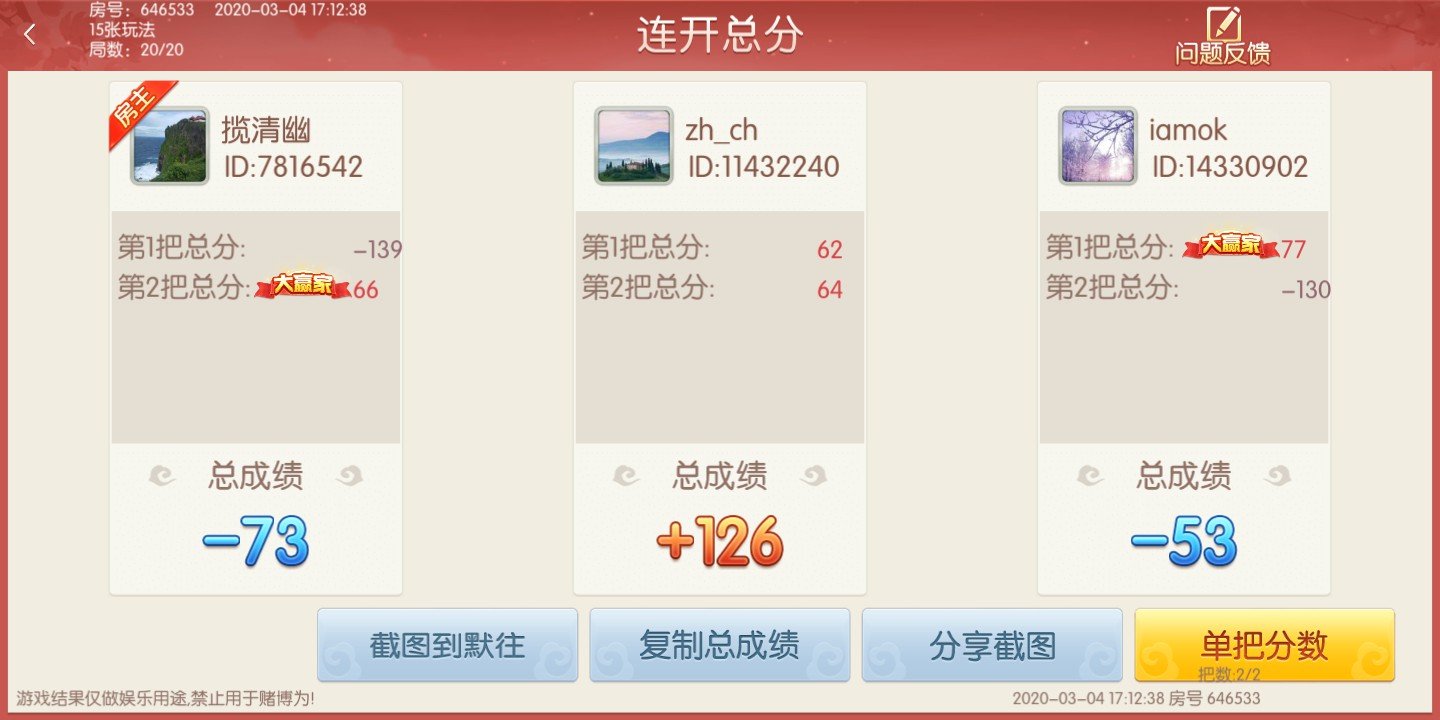 房号：646533 2020-03-04 17:12:38
15张玩法
局数：20/20
连开总分
问题反馈
房主
揽清幽
ID:7816542
第1把总分: -139
第2把总分: 大赢家 66
总成绩
-73
zh_ch
ID:11432240
第1把总分: 62
第2把总分: 64
总成绩
+126
iamok
ID:14330902
第1把总分: 大赢家 77
第2把总分: -130
总成绩
-53
截图到默往
复制总成绩
分享截图
单把分数
把数:2/2
游戏结果仅做娱乐用途,禁止用于赌博为!
2020-03-04 17:12:38 房号 646533